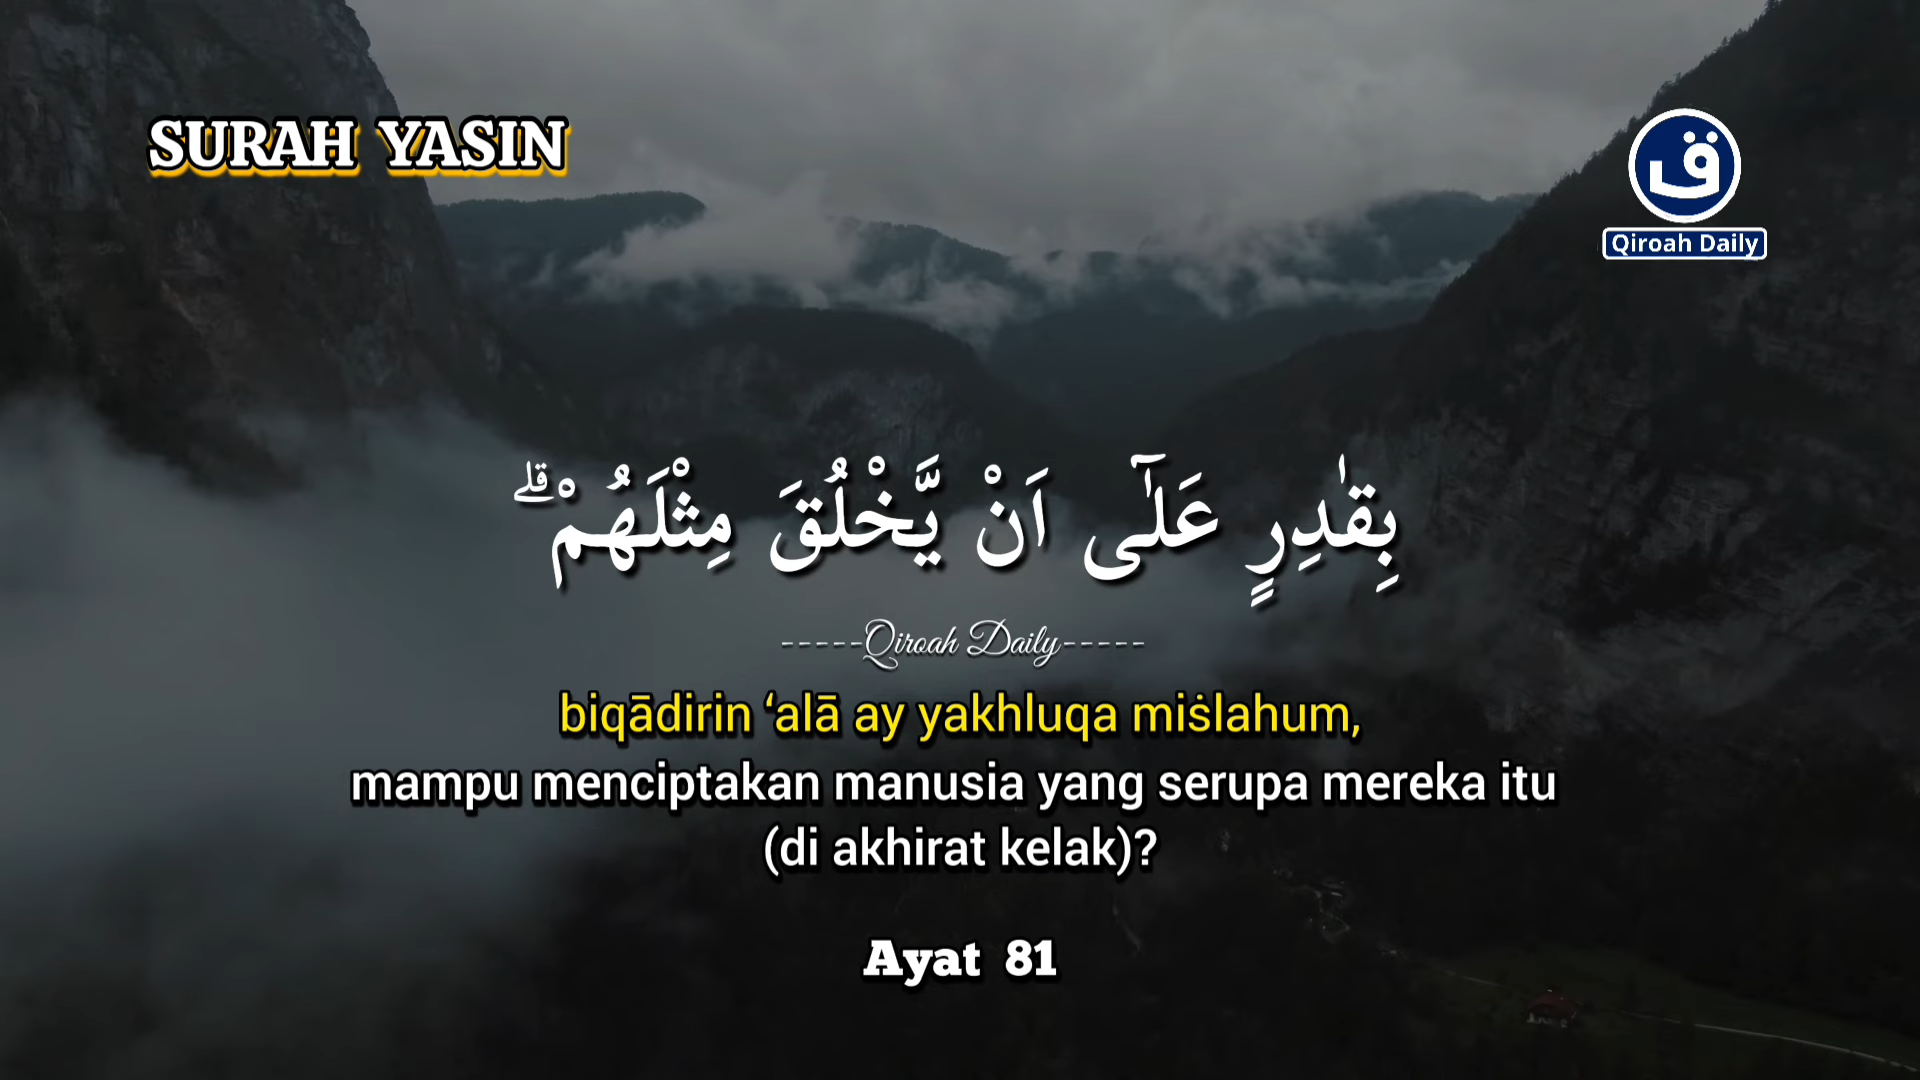 SURAH YASIN
ق
Qiroah Daily
بِقٰدِرٍ عَلٰٓى اَنْ يَّخْلُقَ مِثْلَهُمْ ۗ
-----Qiroah Daily-----
biqādirin ‘alā ay yakhluqa miṡlahum,
mampu menciptakan manusia yang serupa mereka itu
(di akhirat kelak)?
Ayat 81